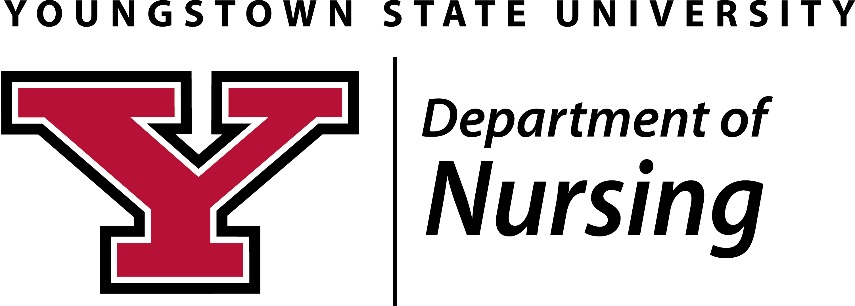 YOUNGSTOWN STATE UNIVERSITY
Y
Department of
Nursing